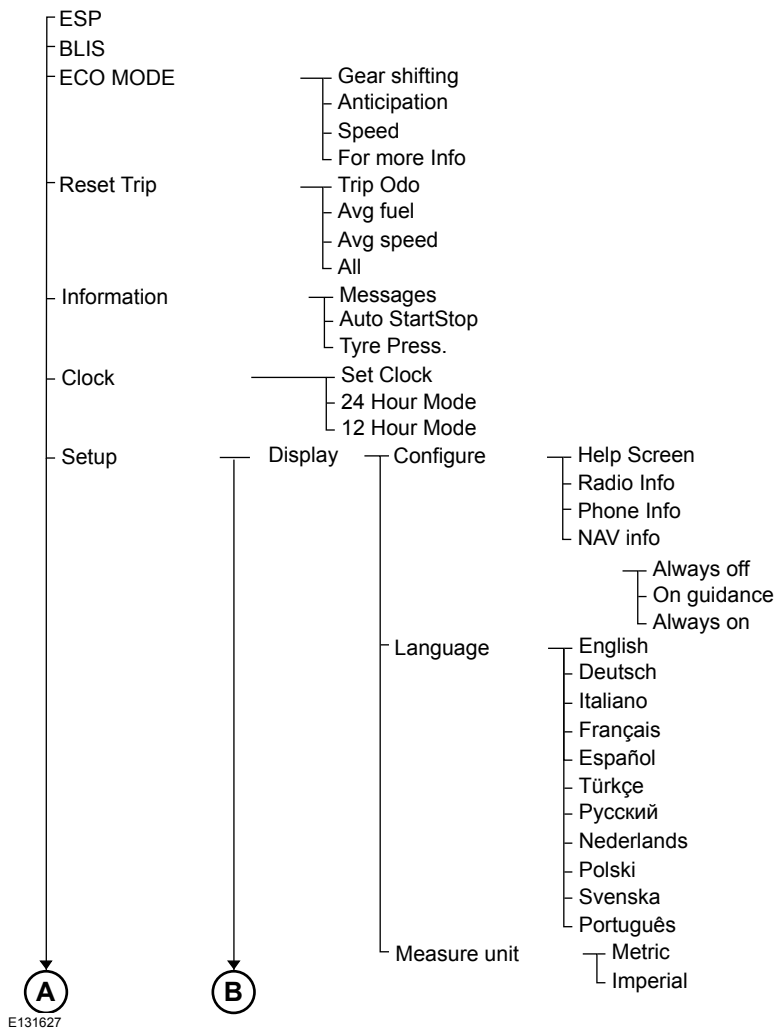 ESP
BLIS
ECO MODE
Gear shifting
Anticipation
Speed
For more Info
Reset Trip
Trip Odo
Avg fuel
Avg speed
All
Information
Messages
Auto StartStop
Tyre Press.
Clock
Set Clock
24 Hour Mode
12 Hour Mode
Setup
Display
Configure
Help Screen
Radio Info
Phone Info
NAV info
Always off
On guidance
Always on
Language
English
Deutsch
Italiano
Français
Español
Türkçe
Русский
Nederlands
Polski
Svenska
Português
Measure unit
Metric
Imperial
A
B
E131627